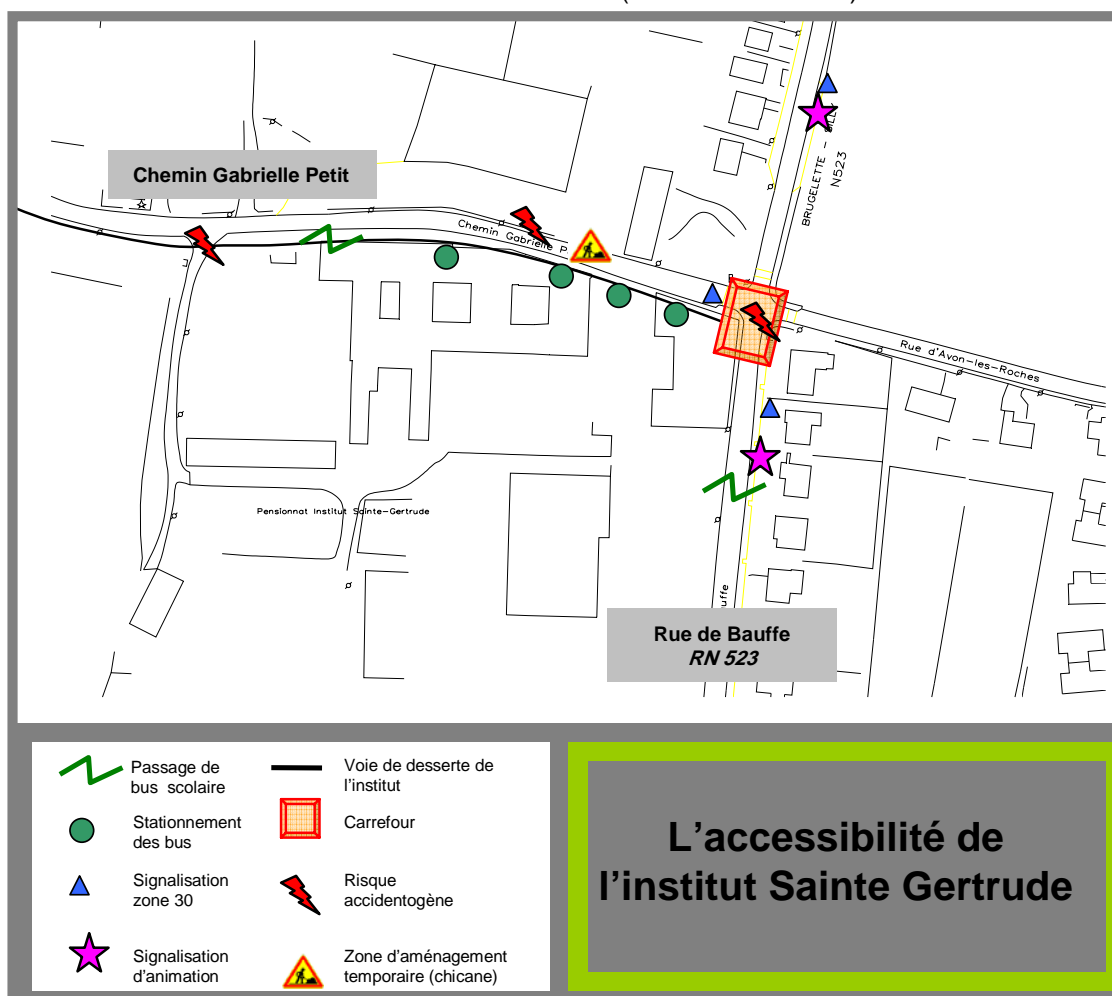 BRUGELETTE - SILLY
N523
Chemin Gabrielle Petit
Chemin Gabrielle P
Rue d'Avon-les-Roches
Pensionnat Institut Sainte-Gertrude
Rue de Bauffe
RN 523
Passage de
bus scolaire
Voie de desserte de
l'institut
Stationnement
des bus
Carrefour
Signalisation
zone 30
Risque
accidentogène
Signalisation
d'animation
Zone d'aménagement
temporaire (chicane)
L'accessibilité de
l'institut Sainte Gertrude